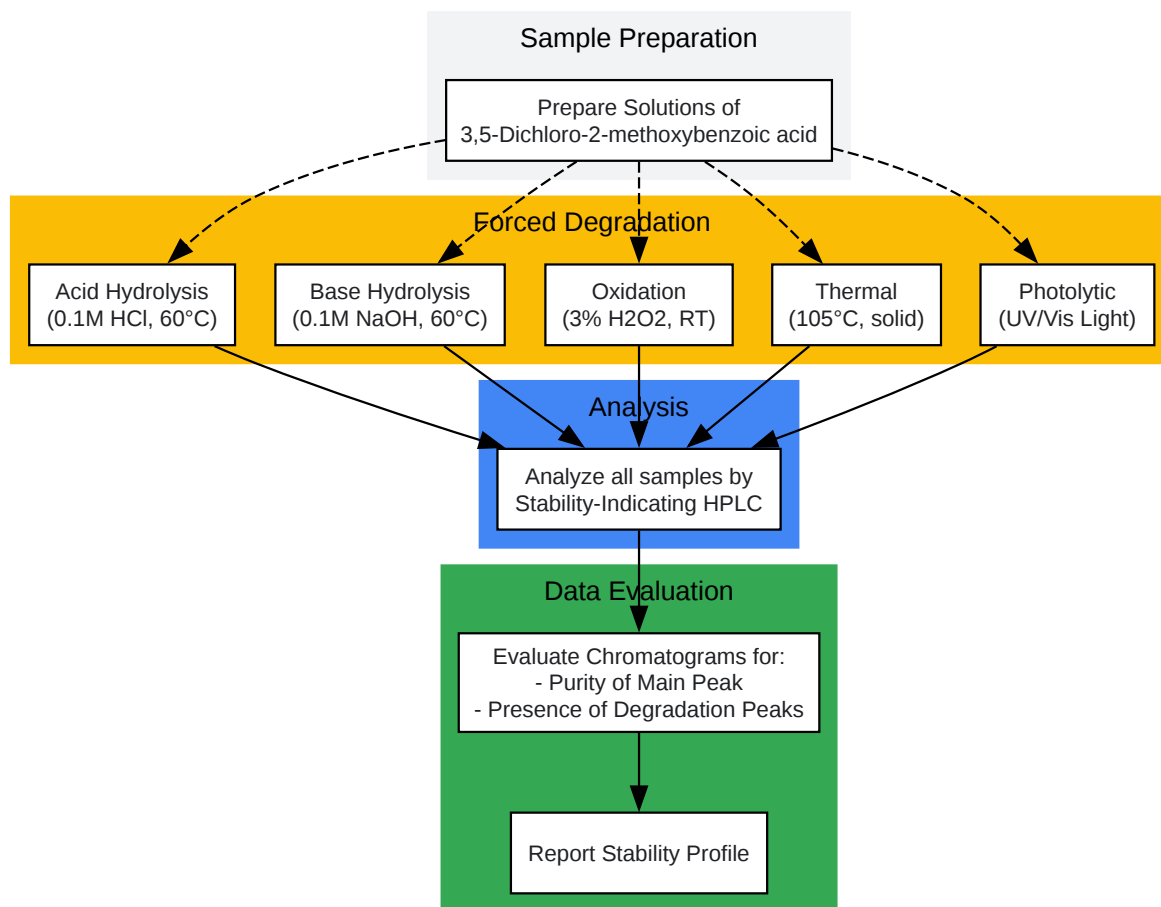 Sample Preparation
Prepare Solutions of
3,5-Dichloro-2-methoxybenzoic acid
Forced Degradation
Acid Hydrolysis
(0.1M HCl, 60°C)
Base Hydrolysis
(0.1M NaOH, 60°C)
Oxidation
(3% H2O2, RT)
Thermal
(105°C, solid)
Photolytic
(UV/Vis Light)
Analysis
Analyze all samples by
Stability-Indicating HPLC
Data Evaluation
Evaluate Chromatograms for:
- Purity of Main Peak
- Presence of Degradation Peaks
Report Stability Profile